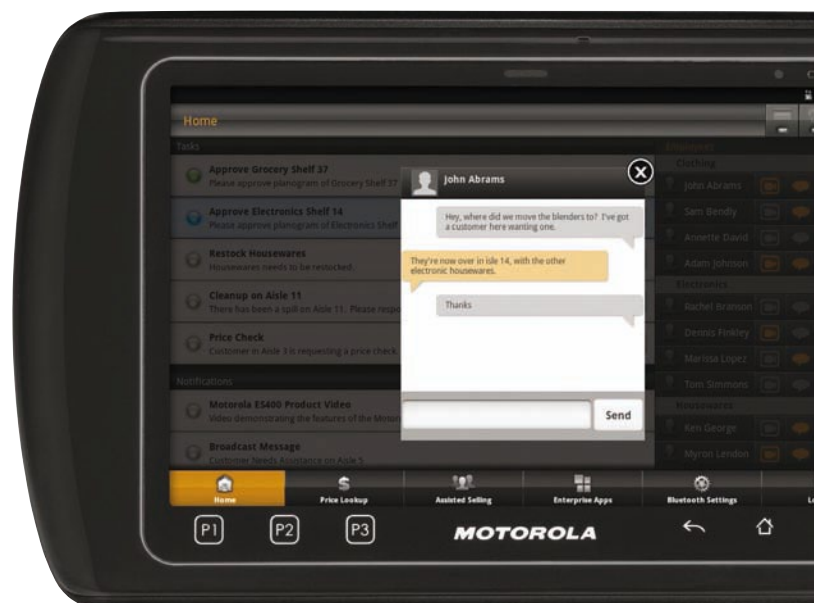 Home
Tasks
Employees
Clothing
Approve Grocery Shelf 37
Please approve planogram of Grocery Shelf 37
Approve Electronics Shelf 14
Please approve planogram of Electronics Shelf
Restock Housewares
Housewares needs to be restocked.
Cleanup on Aisle 11
There has been a spill on Aisle 11. Please respo
Price Check
Customer in Aisle 3 is requesting a price check.
Notifications
Motorola ES400 Product Video
Video demonstrating the features of the Motor
Broadcast Message
Customer Needs Assistance on Aisle 5
John Abrams
X
Hey, where did we move the blenders to? I've got
a customer here wanting one.
They're now over in isle 14, with the other
electronic housewares.
Thanks
Send
John Abrams
Sam Bendly
Annette David
Adam Johnson
Electronics
Rachel Branson
Dennis Finkley
Marissa Lopez
Tom Simmons
Housewares
Ken George
Myron Lendon
Home
Price Lookup
Assisted Selling
Enterprise Apps
Bluetooth Settings
P1
P2
P3
MOTOROLA